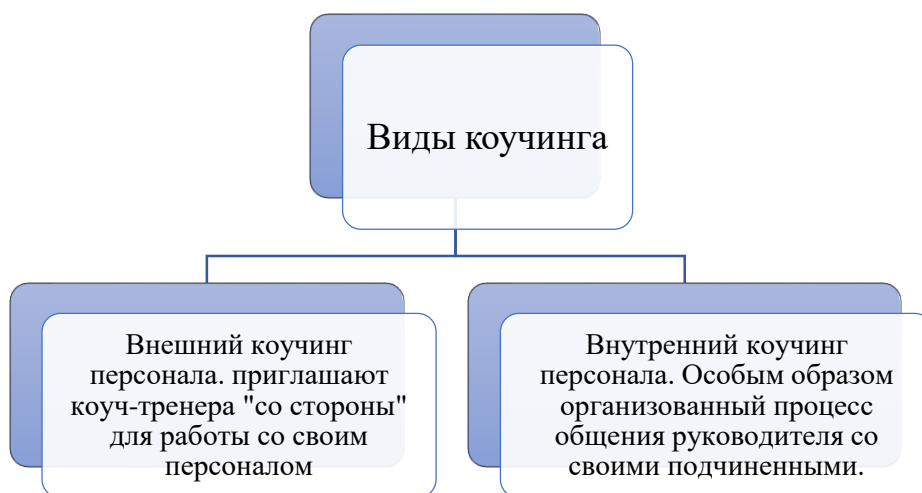 Виды коучинга
Внешний коучинг
персонала. приглашают
коуч-тренера "со стороны"
для работы со своим
персоналом
Внутренний коучинг
персонала. Особым образом
организованный процесс
общения руководителя со
своими подчиненными.